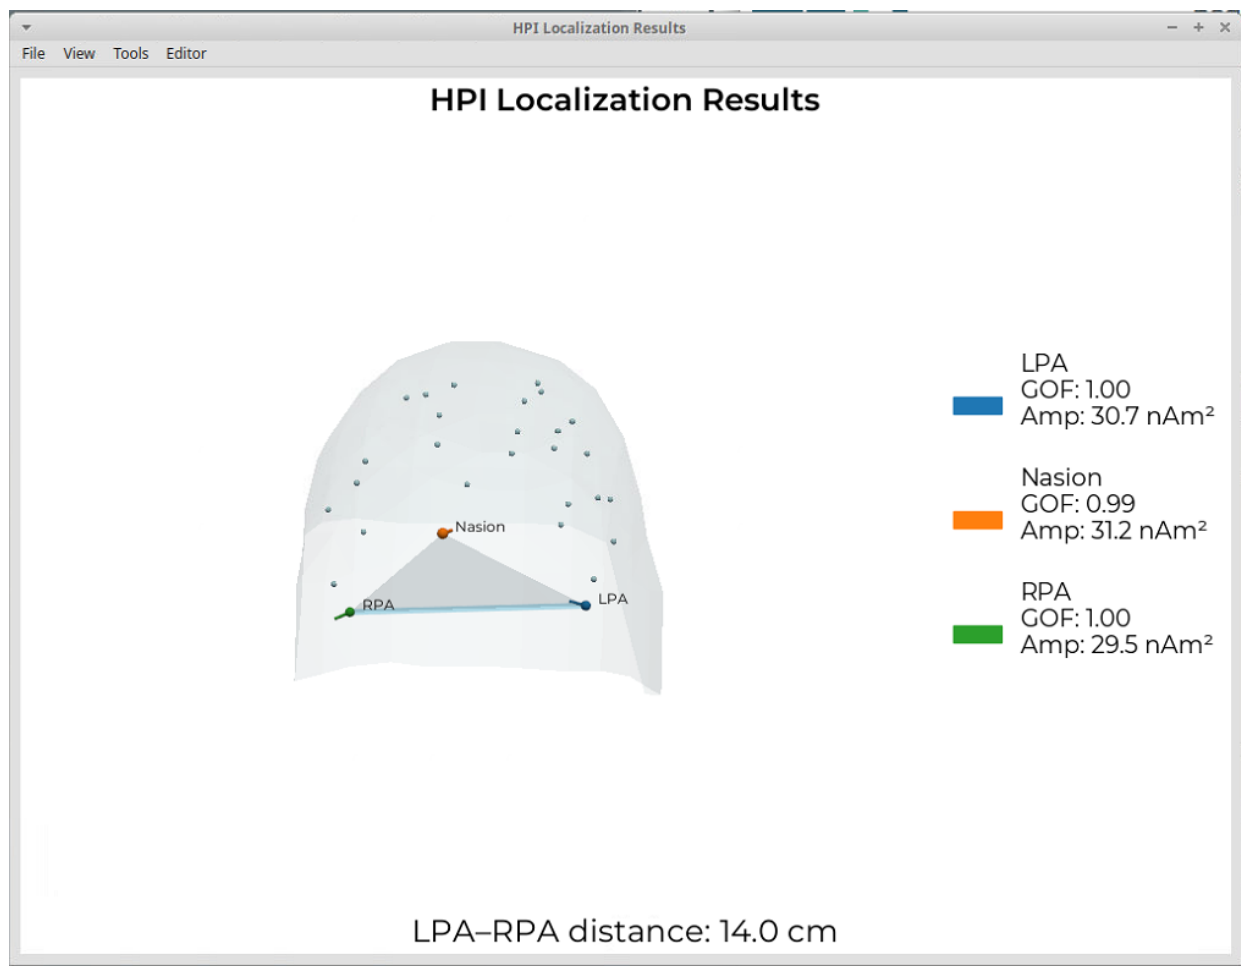 HPI Localization Results
File View Tools Editor
HPI Localization Results
LPA
GOF: 1.00
Amp: 30.7 nAm²
Nasion
GOF: 0.99
Amp: 31.2 nAm²
RPA
GOF: 1.00
Amp: 29.5 nAm²
Nasion
RPA
LPA
LPA–RPA distance: 14.0 cm